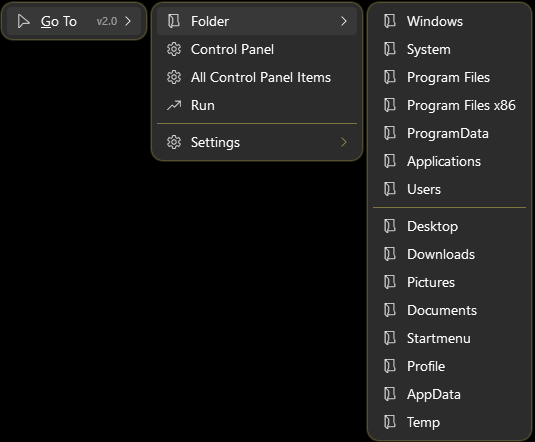 Go To v2.0
Folder
Control Panel
All Control Panel Items
Run
Settings
Windows
System
Program Files
Program Files x86
ProgramData
Applications
Users
Desktop
Downloads
Pictures
Documents
Startmenu
Profile
AppData
Temp